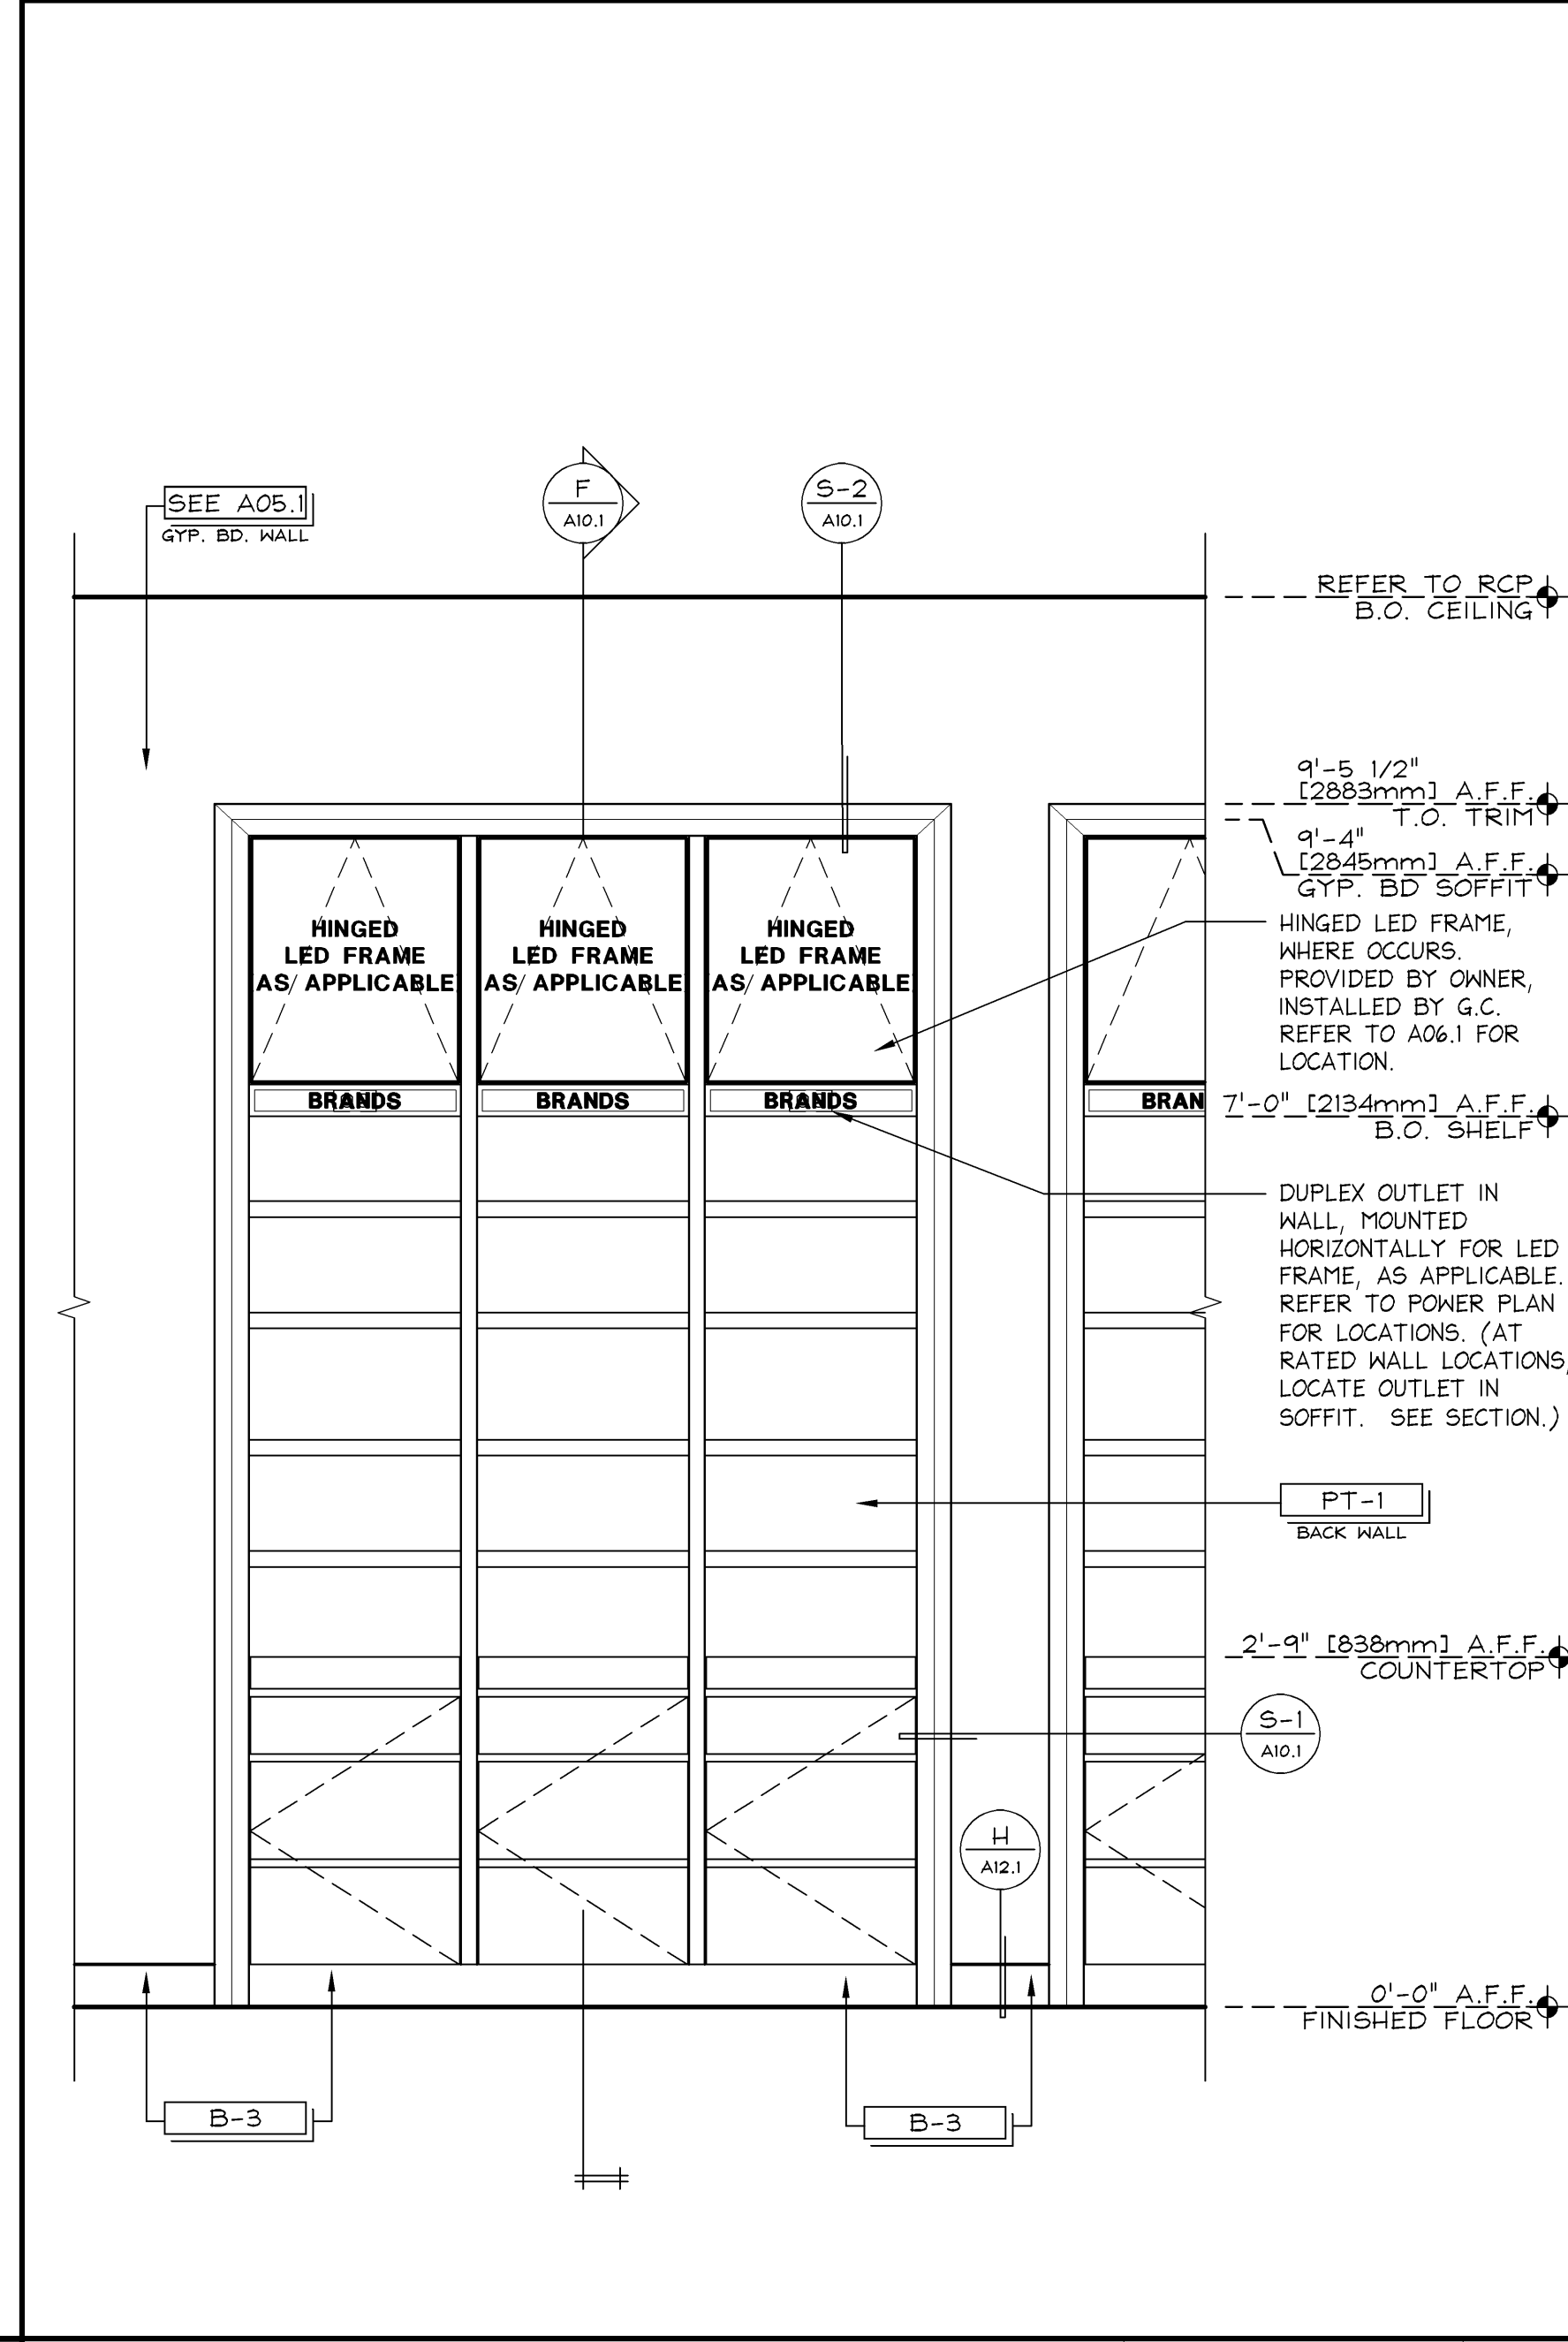 SEE A05.1
GYP. BD. WALL
F
A10.1
S-2
A10.1
REFER TO RCP
B.O. CEILING
9'-5 1/2"
[2883mm] A.F.F.
T.O. TRIM
9'-4"
[2845mm] A.F.F.
GYP. BD SOFFIT
HINGED
LED FRAME
AS APPLICABLE
HINGED
LED FRAME
AS APPLICABLE
HINGED
LED FRAME
AS APPLICABLE
HINGED LED FRAME,
WHERE OCCURS.
PROVIDED BY OWNER,
INSTALLED BY G.C.
REFER TO A06.1 FOR
LOCATION.
BRANDS
BRANDS
BRANDS
BRAN
7'-0" [2134mm] A.F.F.
B.O. SHELF
DUPLEX OUTLET IN
WALL, MOUNTED
HORIZONTALLY FOR LED
FRAME, AS APPLICABLE.
REFER TO POWER PLAN
FOR LOCATIONS. (AT
RATED WALL LOCATIONS,
LOCATE OUTLET IN
SOFFIT. SEE SECTION.)
PT-1
BACK WALL
2'-9" [838mm] A.F.F.
COUNTERTOP
S-1
A10.1
H
A12.1
0'-0" A.F.F.
FINISHED FLOOR
B-3
B-3